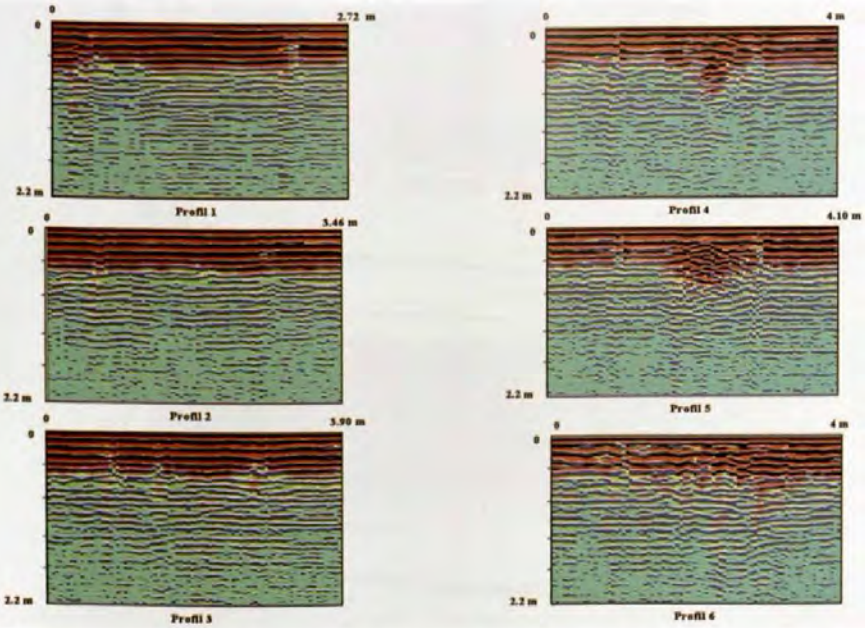 0 2.72 m
0
2.2 m
Profil 1
0 3.46 m
0
2.2 m
Profil 2
0 3.90 m
0
2.2 m
Profil 3
0 4 m
0
2.2 m
Profil 4
0 4.10 m
0
2.2 m
Profil 5
0 4 m
0
2.2 m
Profil 6